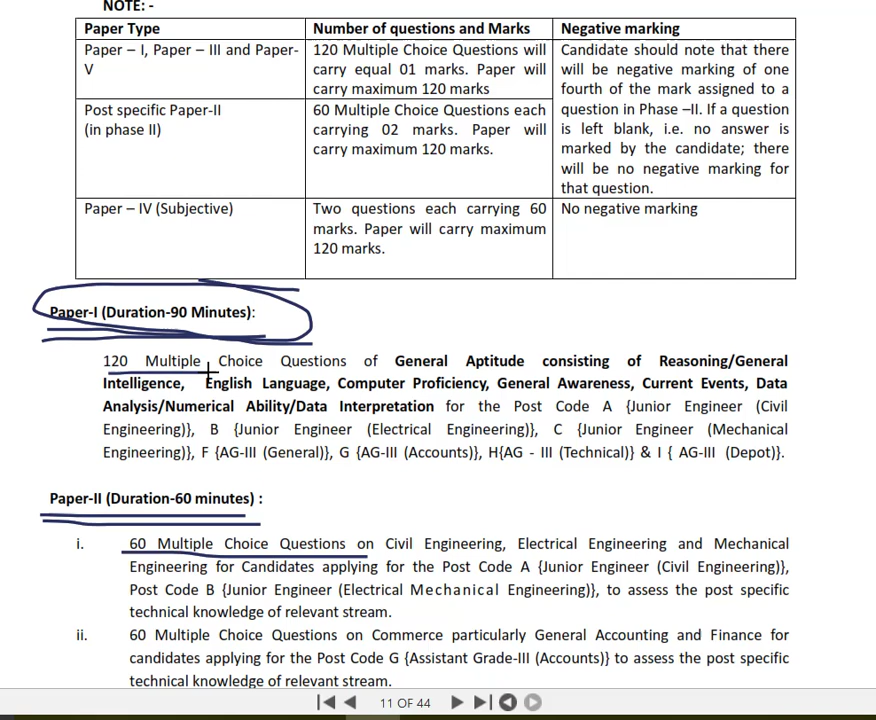 NOTE: -
Paper Type
Number of questions and Marks
Negative marking
Paper – I, Paper – III and Paper-
V
120 Multiple Choice Questions will
carry equal 01 marks. Paper will
carry maximum 120 marks
Candidate should note that there
will be negative marking of one
fourth of the mark assigned to a
question in Phase –II. If a question
is left blank, i.e. no answer is
marked by the candidate; there
will be no negative marking for
that question.
Post specific Paper-II
(in phase II)
60 Multiple Choice Questions each
carrying 02 marks. Paper will
carry maximum 120 marks.
Paper – IV (Subjective)
Two questions each carrying 60
marks. Paper will carry maximum
120 marks.
No negative marking
Paper-I (Duration-90 Minutes):
120 Multiple Choice Questions of General Aptitude consisting of Reasoning/General
Intelligence, English Language, Computer Proficiency, General Awareness, Current Events, Data
Analysis/Numerical Ability/Data Interpretation for the Post Code A {Junior Engineer (Civil
Engineering)}, B {Junior Engineer (Electrical Engineering)}, C {Junior Engineer (Mechanical
Engineering)}, F {AG-III (General)}, G {AG-III (Accounts)}, H{AG - III (Technical)} & I { AG-III (Depot)}.
Paper-II (Duration-60 minutes) :
i. 60 Multiple Choice Questions on Civil Engineering, Electrical Engineering and Mechanical
Engineering for Candidates applying for the Post Code A {Junior Engineer (Civil Engineering)},
Post Code B {Junior Engineer (Electrical Mechanical Engineering)}, to assess the post specific
technical knowledge of relevant stream.
ii. 60 Multiple Choice Questions on Commerce particularly General Accounting and Finance for
candidates applying for the Post Code G {Assistant Grade-III (Accounts)} to assess the post specific
technical knowledge of relevant stream.
11 OF 44